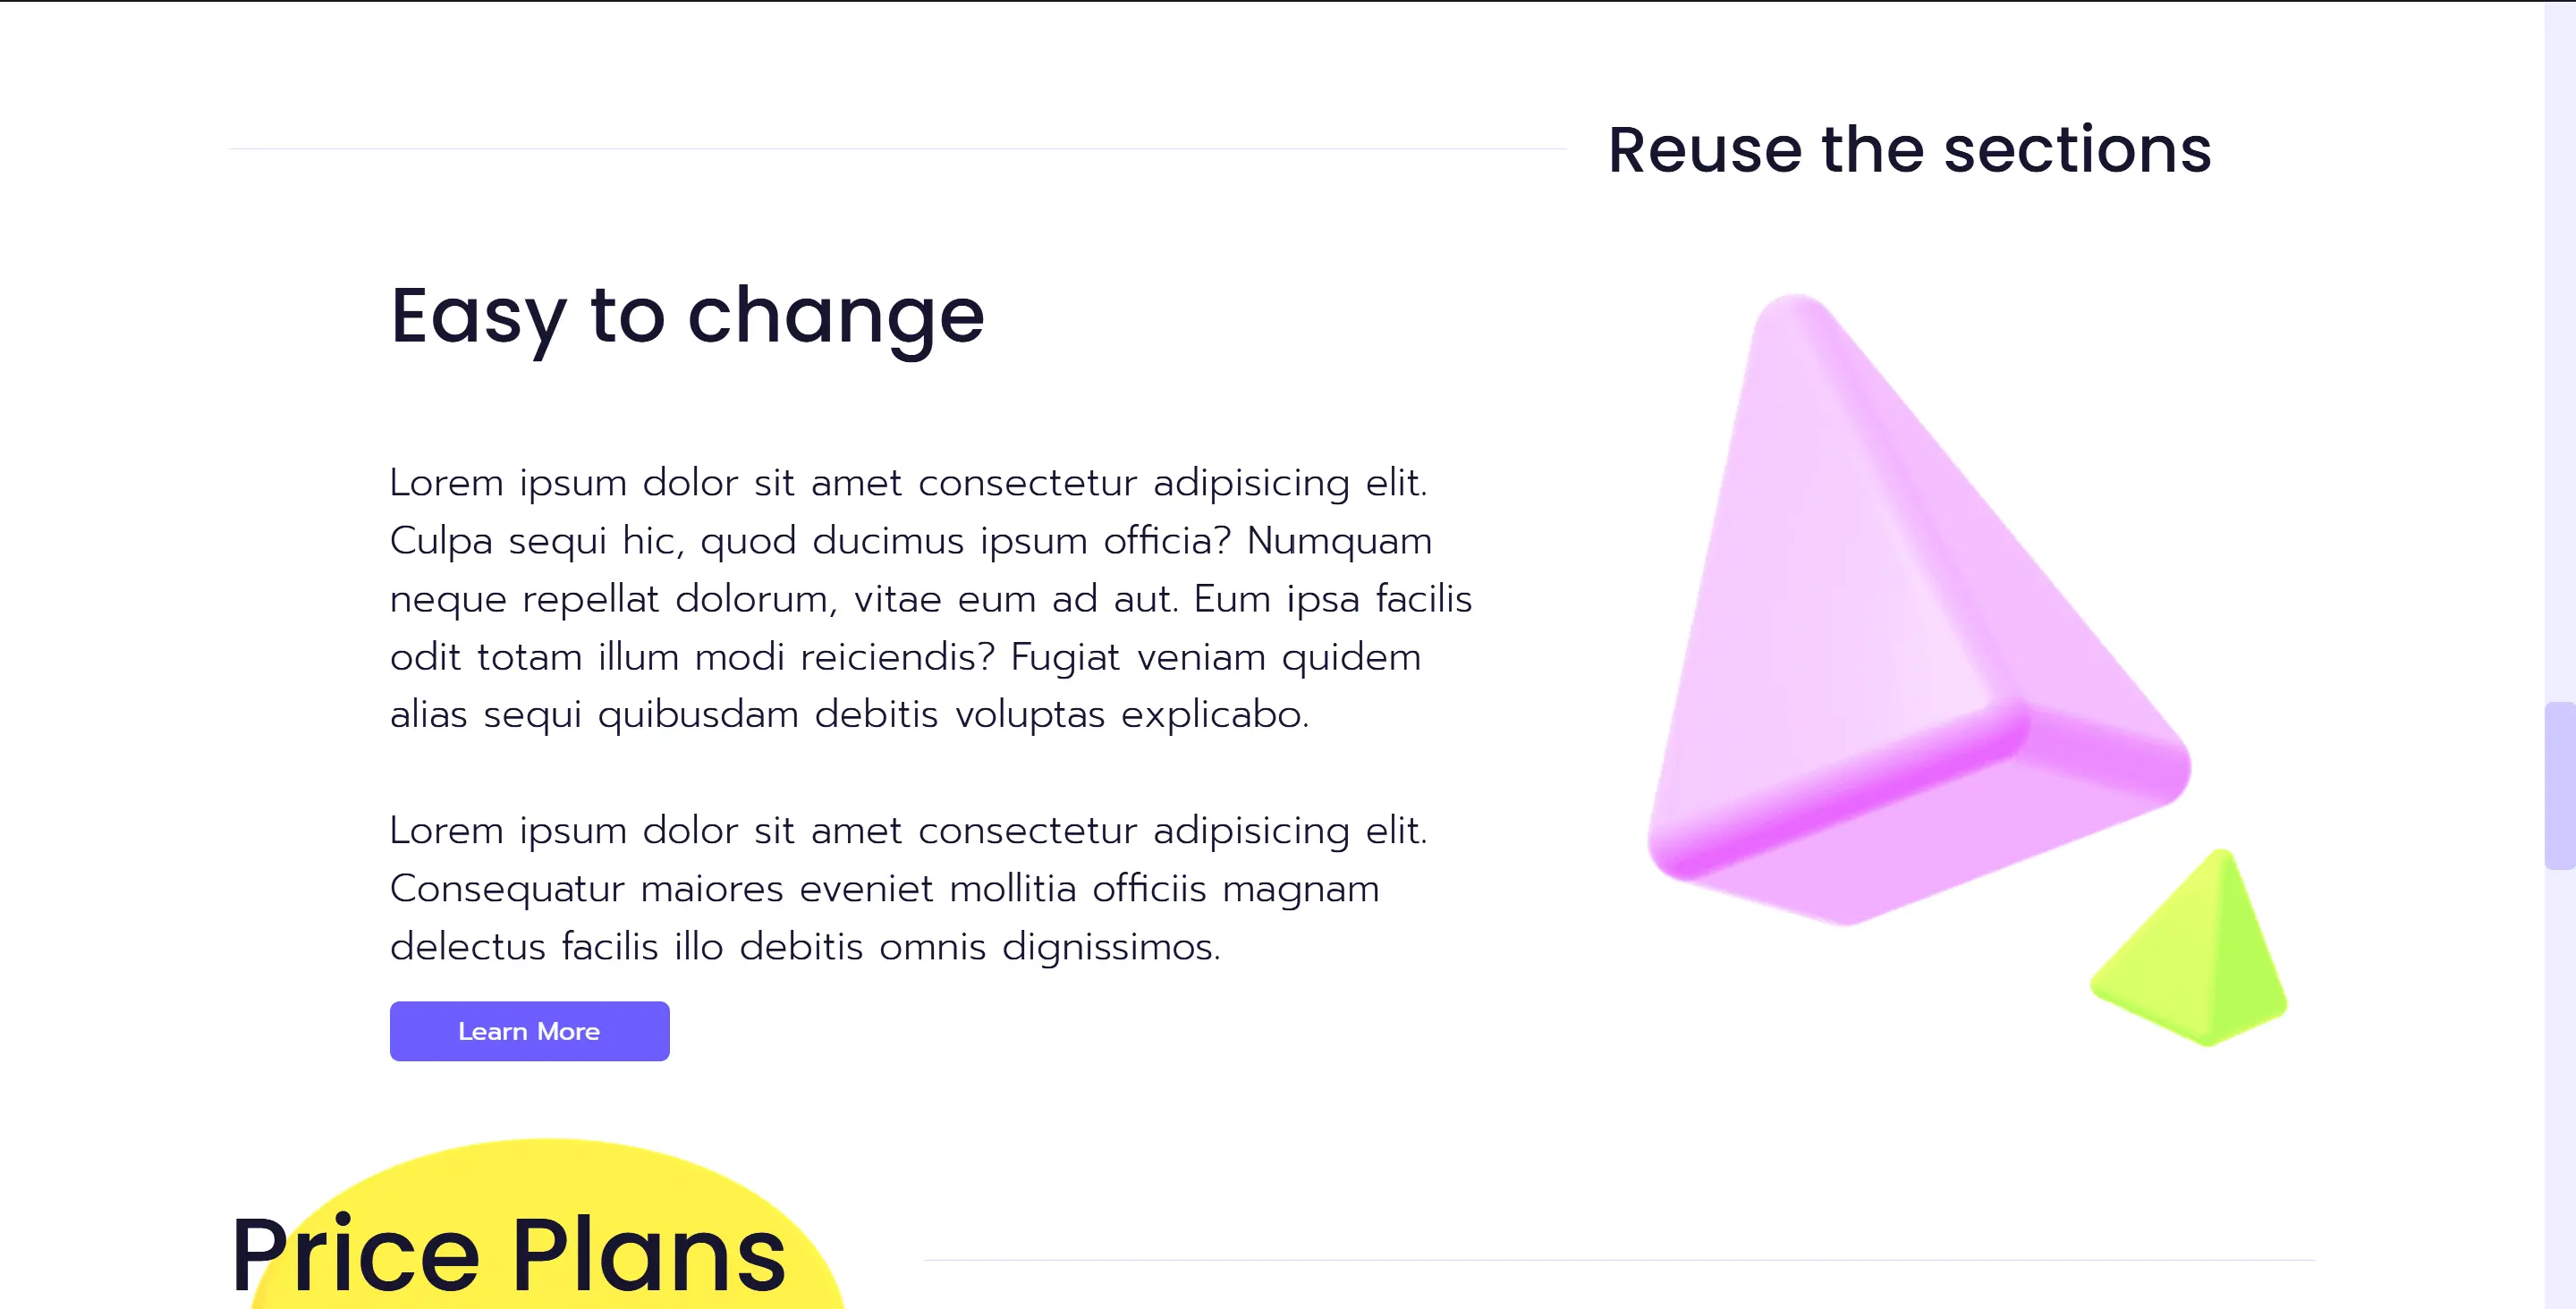 Reuse the sections
Easy to change
Lorem ipsum dolor sit amet consectetur adipisicing elit.
Culpa sequi hic, quod ducimus ipsum officia? Numquam
neque repellat dolorum, vitae eum ad aut. Eum ipsa facilis
odit totam illum modi reiciendis? Fugiat veniam quidem
alias sequi quibusdam debitis voluptas explicabo.
Lorem ipsum dolor sit amet consectetur adipisicing elit.
Consequatur maiores eveniet mollitia officiis magnam
delectus facilis illo debitis omnis dignissimos.
Learn More
Price Plans